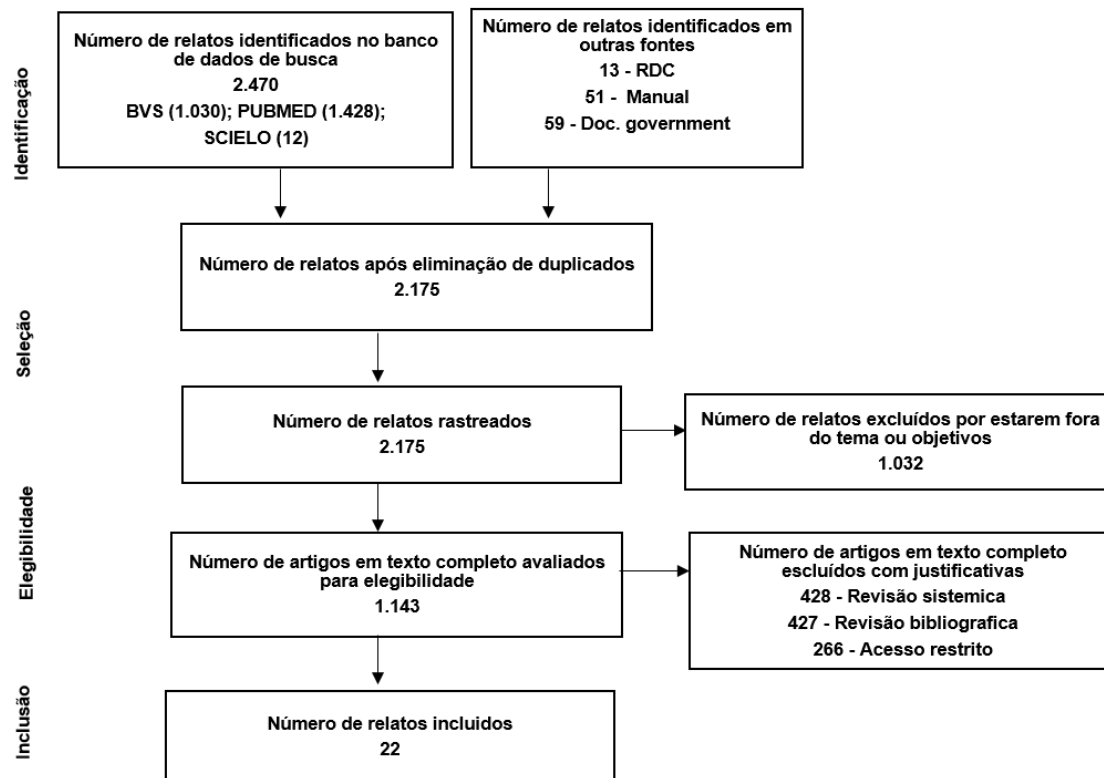 Identificação
Número de relatos identificados no banco
de dados de busca
2.470
BVS (1.030); PUBMED (1.428);
SCIELO (12)
Número de relatos identificados em
outras fontes
13 - RDC
51 - Manual
59 - Doc. government
Seleção
Número de relatos após eliminação de duplicados
2.175
Número de relatos rastreados
2.175
Número de relatos excluídos por estarem fora
do tema ou objetivos
1.032
Elegibilidade
Número de artigos em texto completo avaliados
para elegibilidade
1.143
Número de artigos em texto completo
escluídos com justificativas
428 - Revisão sistemica
427 - Revisão bibliografica
266 - Acesso restrito
Inclusão
Número de relatos incluidos
22